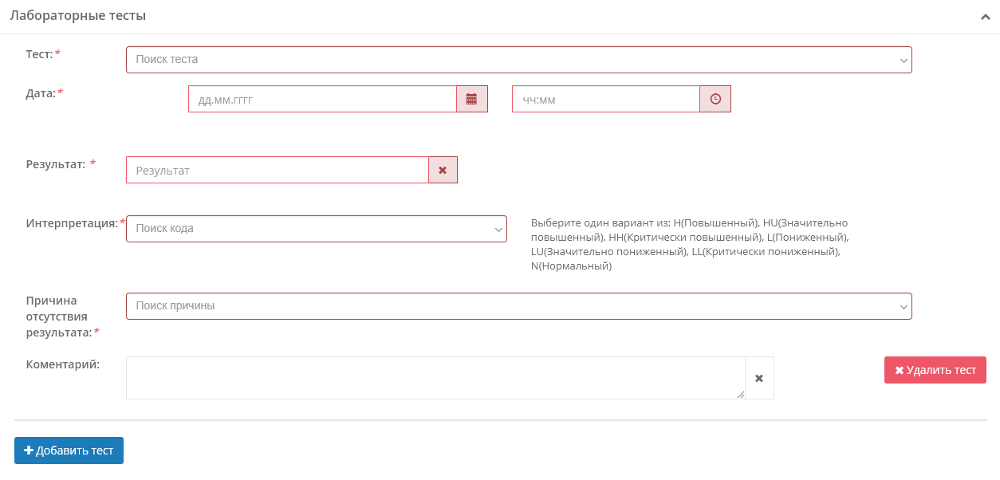 Лабораторные тесты
Тест:*
Поиск теста
Дата:*
дд.мм.гггг
чч:мм
Результат: *
Результат
Интерпретация:*
Поиск кода
Выберите один вариант из: H(Повышенный), HU(Значительно
повышенный), HH(Критически повышенный), L(Пониженный),
LU(Значительно пониженный), LL(Критически пониженный),
N(Нормальный)
Причина
отсутствия
результата:*
Поиск причины
Коментарий:
Удалить тест
Добавить тест